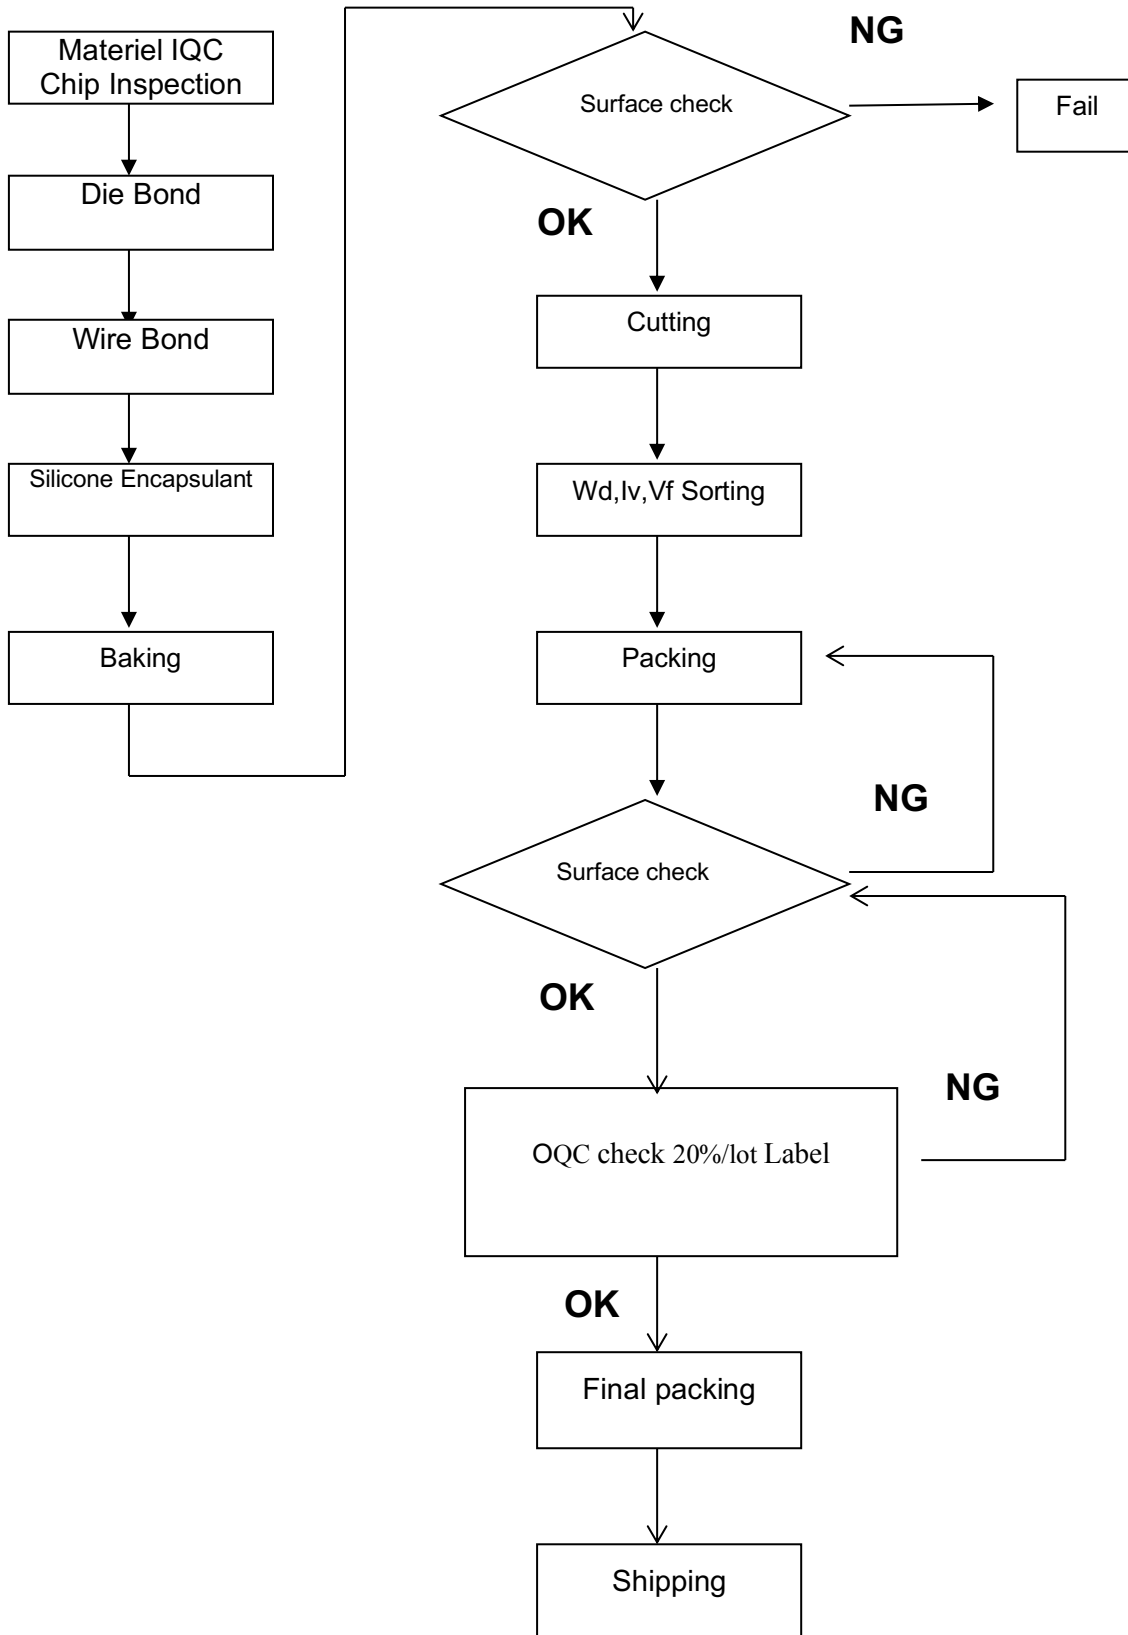 Materiel IQC
Chip Inspection
Die Bond
Wire Bond
Silicone Encapsulant
Baking
Surface check
NG
Fail
OK
Cutting
Wd,Iv,Vf Sorting
Packing
NG
Surface check
OK
NG
OQC check 20%/lot Label
OK
Final packing
Shipping